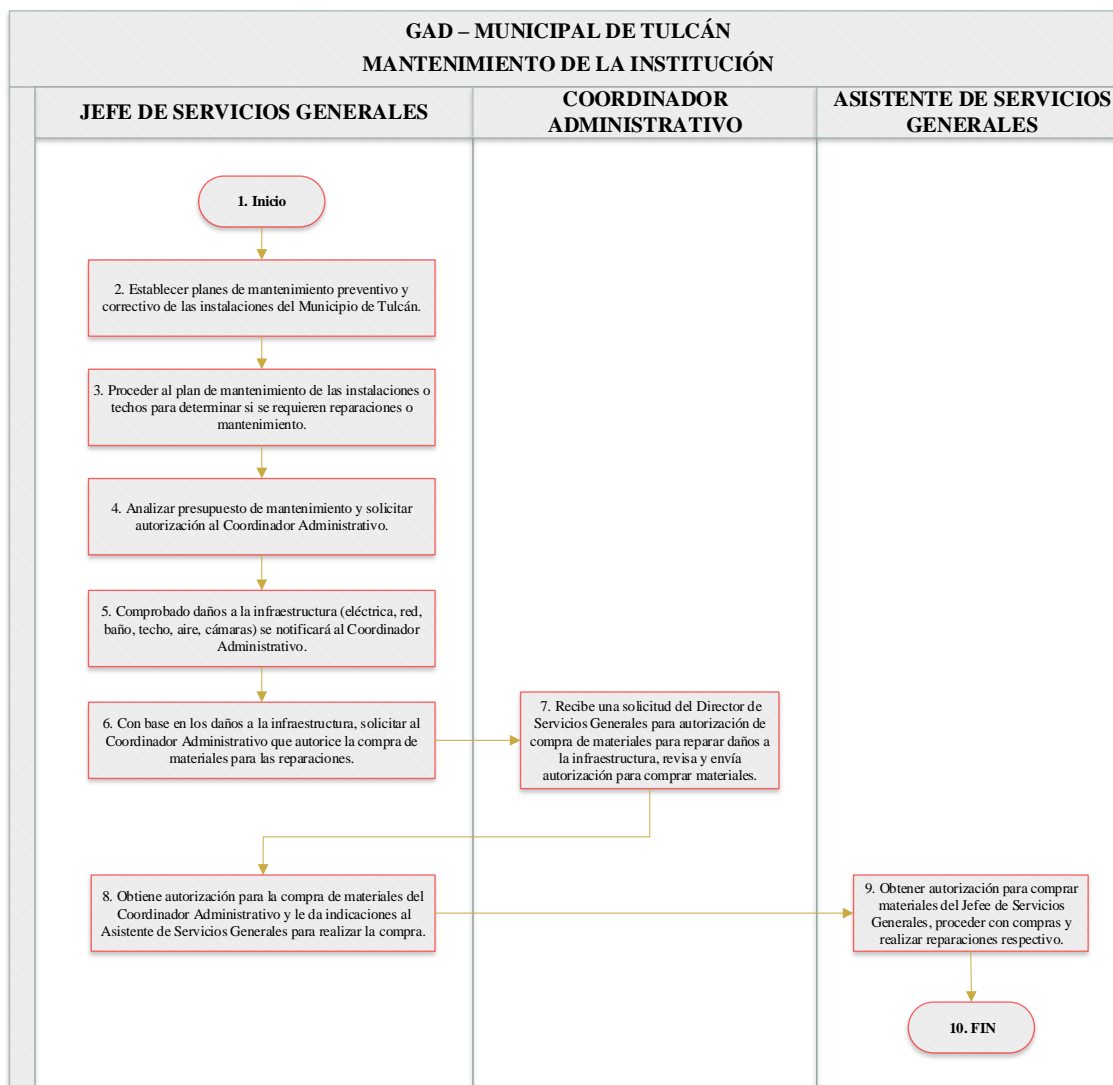 GAD – MUNICIPAL DE TULCÁN
MANTENIMIENTO DE LA INSTITUCIÓN
JEFE DE SERVICIOS GENERALES
COORDINADOR
ADMINISTRATIVO
ASISTENTE DE SERVICIOS
GENERALES
1. Inicio
2. Establecer planes de mantenimiento preventivo y
correctivo de las instalaciones del Municipio de Tulcán.
3. Proceder al plan de mantenimiento de las instalaciones o
techos para determinar si se requieren reparaciones o
mantenimiento.
4. Analizar presupuesto de mantenimiento y solicitar
autorización al Coordinador Administrativo.
5. Comprobado daños a la infraestructura (eléctrica, red,
baño, techo, aire, cámaras) se notificará al Coordinador
Administrativo.
6. Con base en los daños a la infraestructura, solicitar al
Coordinador Administrativo que autorice la compra de
materiales para las reparaciones.
7. Recibe una solicitud del Director de
Servicios Generales para autorización de
compra de materiales para reparar daños a
la infraestructura, revisa y envía
autorización para comprar materiales.
8. Obtiene autorización para la compra de materiales del
Coordinador Administrativo y le da indicaciones al
Asistente de Servicios Generales para realizar la compra.
9. Obtener autorización para comprar
materiales del Jefee de Servicios
Generales, proceder con compras y
realizar reparaciones respectivo.
10. FIN